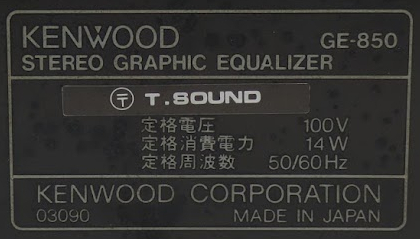 KENWOOD GE-850
STEREO GRAPHIC EQUALIZER
〒 T.SOUND
定格電圧 100V
定格消費電力 14W
定格周波数 50/60Hz
KENWOOD CORPORATION
03090 MADE IN JAPAN